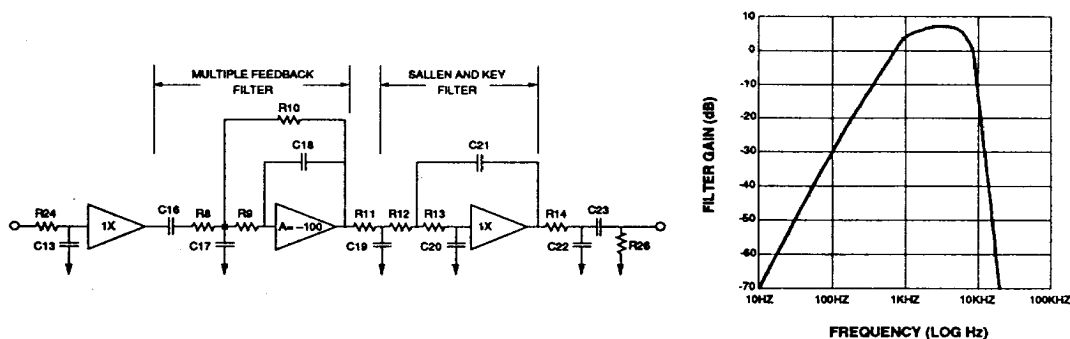 MULTIPLE FEEDBACK
FILTER
SALLEN AND KEY
FILTER
R10
C18
C21
R24
1X
C16
R8
R9
A= -100
R11
R12
R13
1X
R14
C23
C13
C17
C19
C20
C22
R26
FILTER GAIN (dB)
10
0
-10
-20
-30
-40
-50
-60
-70
10HZ
100HZ
1KHZ
10KHZ
100KHZ
FREQUENCY (LOG Hz)